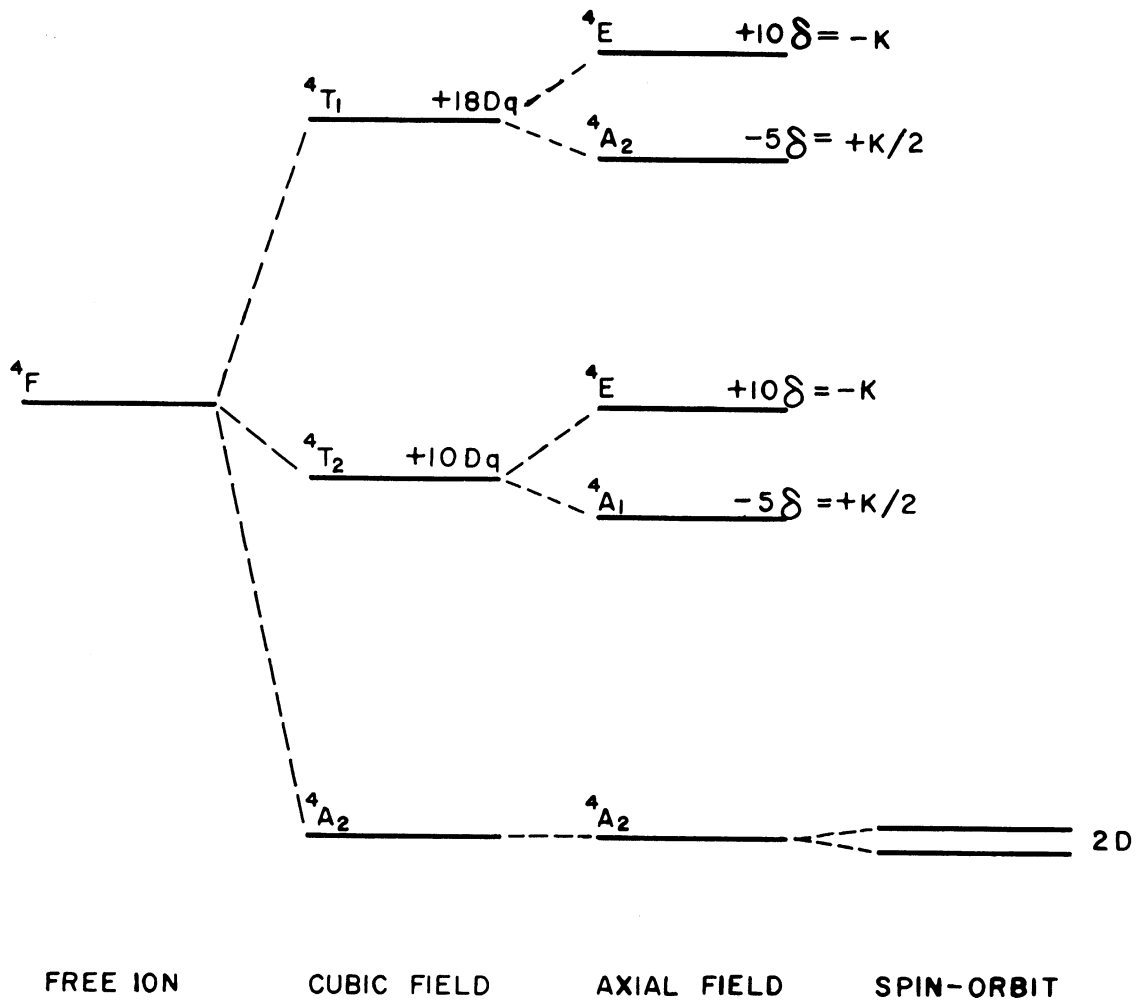 ⁴E +10δ = -K
⁴T₁ +18Dq
⁴A₂ -5δ = +K/2
⁴F
⁴E +10δ = -K
⁴T₂ +10Dq
⁴A₁ -5δ = +K/2
⁴A₂ ⁴A₂
2D
FREE ION CUBIC FIELD AXIAL FIELD SPIN-ORBIT